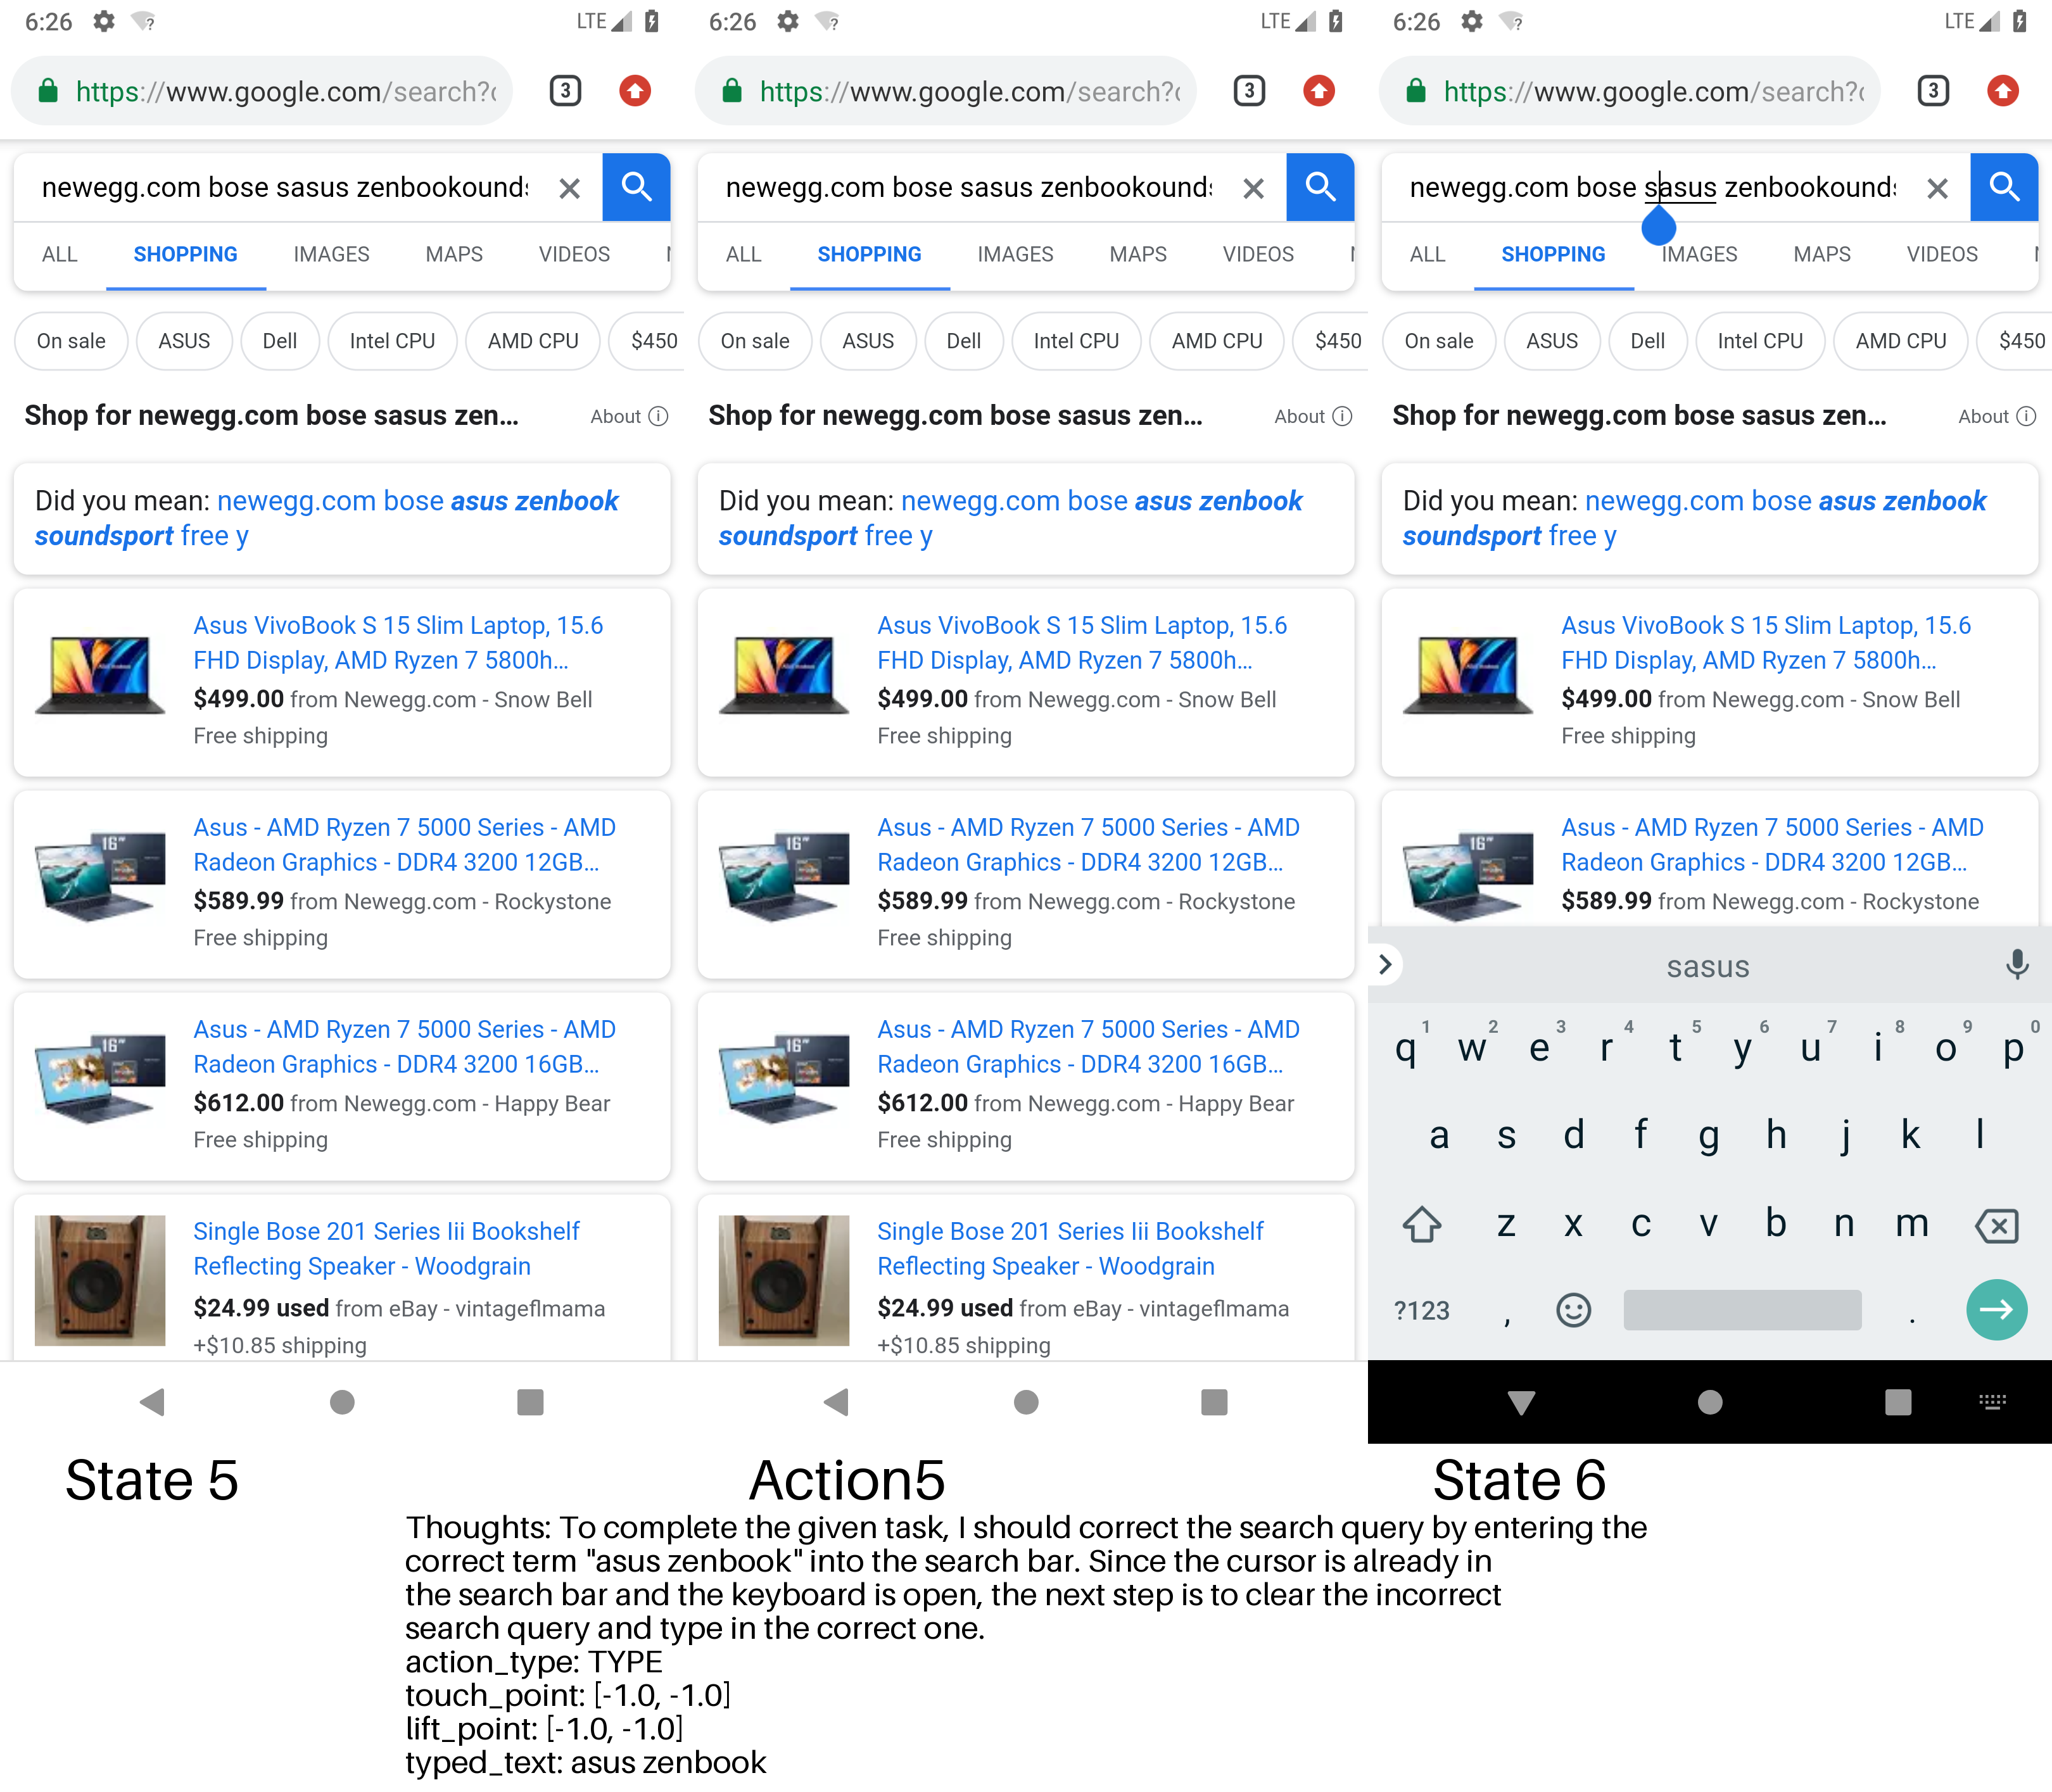 6:26
LTE
https://www.google.com/search?
3
newegg.com bose sasus zenbookound
ALL SHOPPING IMAGES MAPS VIDEOS
On sale ASUS Dell Intel CPU AMD CPU $450
Shop for newegg.com bose sasus zen... About
Did you mean: newegg.com bose asus zenbook
soundsport free y
Asus VivoBook S 15 Slim Laptop, 15.6
FHD Display, AMD Ryzen 7 5800h...
$499.00 from Newegg.com - Snow Bell
Free shipping
16"
Asus - AMD Ryzen 7 5000 Series - AMD
Radeon Graphics - DDR4 3200 12GB...
$589.99 from Newegg.com - Rockystone
Free shipping
16"
Asus - AMD Ryzen 7 5000 Series - AMD
Radeon Graphics - DDR4 3200 16GB...
$612.00 from Newegg.com - Happy Bear
Free shipping
Single Bose 201 Series Iii Bookshelf
Reflecting Speaker - Woodgrain
$24.99 used from eBay - vintageflmama
+$10.85 shipping
State 5
6:26
LTE
https://www.google.com/search?
3
newegg.com bose sasus zenbookound
ALL SHOPPING IMAGES MAPS VIDEOS
On sale ASUS Dell Intel CPU AMD CPU $450
Shop for newegg.com bose sasus zen... About
Did you mean: newegg.com bose asus zenbook
soundsport free y
Asus VivoBook S 15 Slim Laptop, 15.6
FHD Display, AMD Ryzen 7 5800h...
$499.00 from Newegg.com - Snow Bell
Free shipping
16"
Asus - AMD Ryzen 7 5000 Series - AMD
Radeon Graphics - DDR4 3200 12GB...
$589.99 from Newegg.com - Rockystone
Free shipping
16"
Asus - AMD Ryzen 7 5000 Series - AMD
Radeon Graphics - DDR4 3200 16GB...
$612.00 from Newegg.com - Happy Bear
Free shipping
Single Bose 201 Series Iii Bookshelf
Reflecting Speaker - Woodgrain
$24.99 used from eBay - vintageflmama
+$10.85 shipping
Action5
6:26
LTE
https://www.google.com/search?
3
newegg.com bose sasus zenbookound
ALL SHOPPING IMAGES MAPS VIDEOS
On sale ASUS Dell Intel CPU AMD CPU $450
Shop for newegg.com bose sasus zen... About
Did you mean: newegg.com bose asus zenbook
soundsport free y
Asus VivoBook S 15 Slim Laptop, 15.6
FHD Display, AMD Ryzen 7 5800h...
$499.00 from Newegg.com - Snow Bell
Free shipping
16"
Asus - AMD Ryzen 7 5000 Series - AMD
Radeon Graphics - DDR4 3200 12GB...
$589.99 from Newegg.com - Rockystone
sasus
1 2 3 4 5 6 7 8 9 0
q w e r t y u i o p
a s d f g h j k l
z x c v b n m
?123 , .
State 6
Thoughts: To complete the given task, I should correct the search query by entering the
correct term "asus zenbook" into the search bar. Since the cursor is already in
the search bar and the keyboard is open, the next step is to clear the incorrect
search query and type in the correct one.
action_type: TYPE
touch_point: [-1.0, -1.0]
lift_point: [-1.0, -1.0]
typed_text: asus zenbook